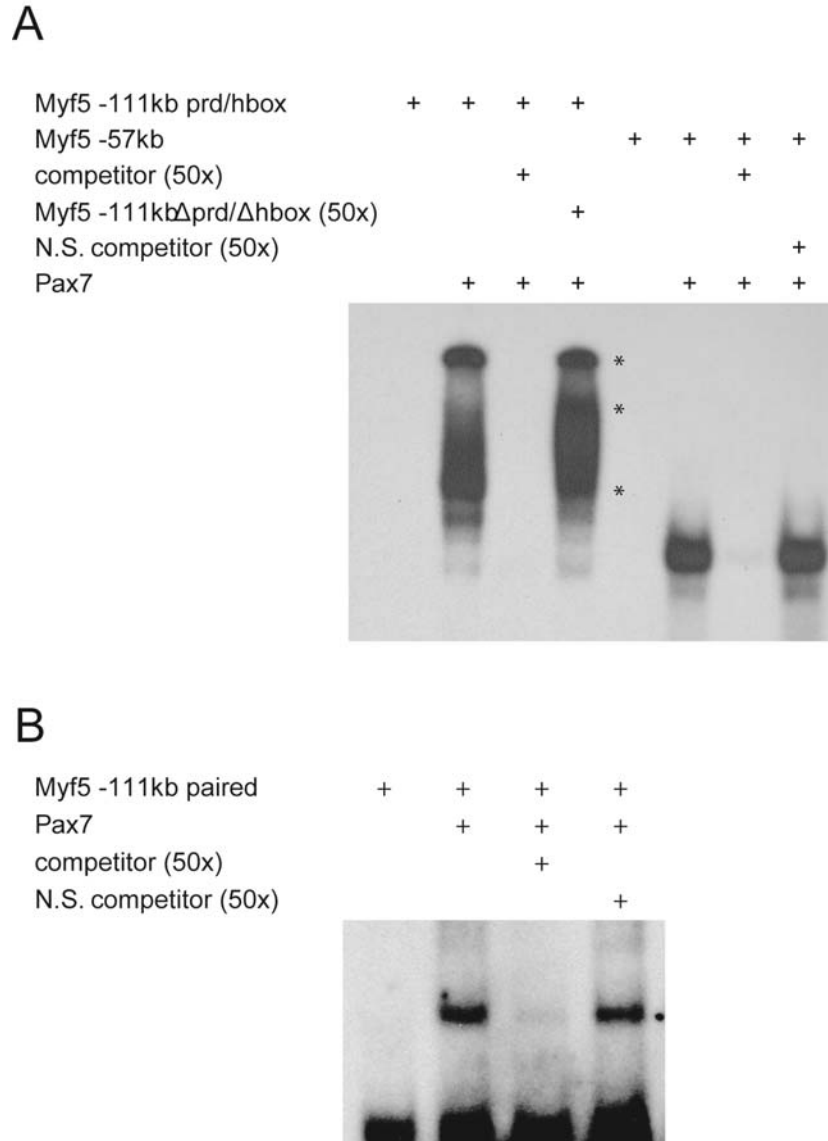 A
Myf5 -111kb prd/hbox + + + +
Myf5 -57kb + + + +
competitor (50x) + +
Myf5 -111kbΔprd/Δhbox (50x) +
N.S. competitor (50x) +
Pax7 + + + + + +
*
*
*
B
Myf5 -111kb paired + + + +
Pax7 + + +
competitor (50x) +
N.S. competitor (50x) +